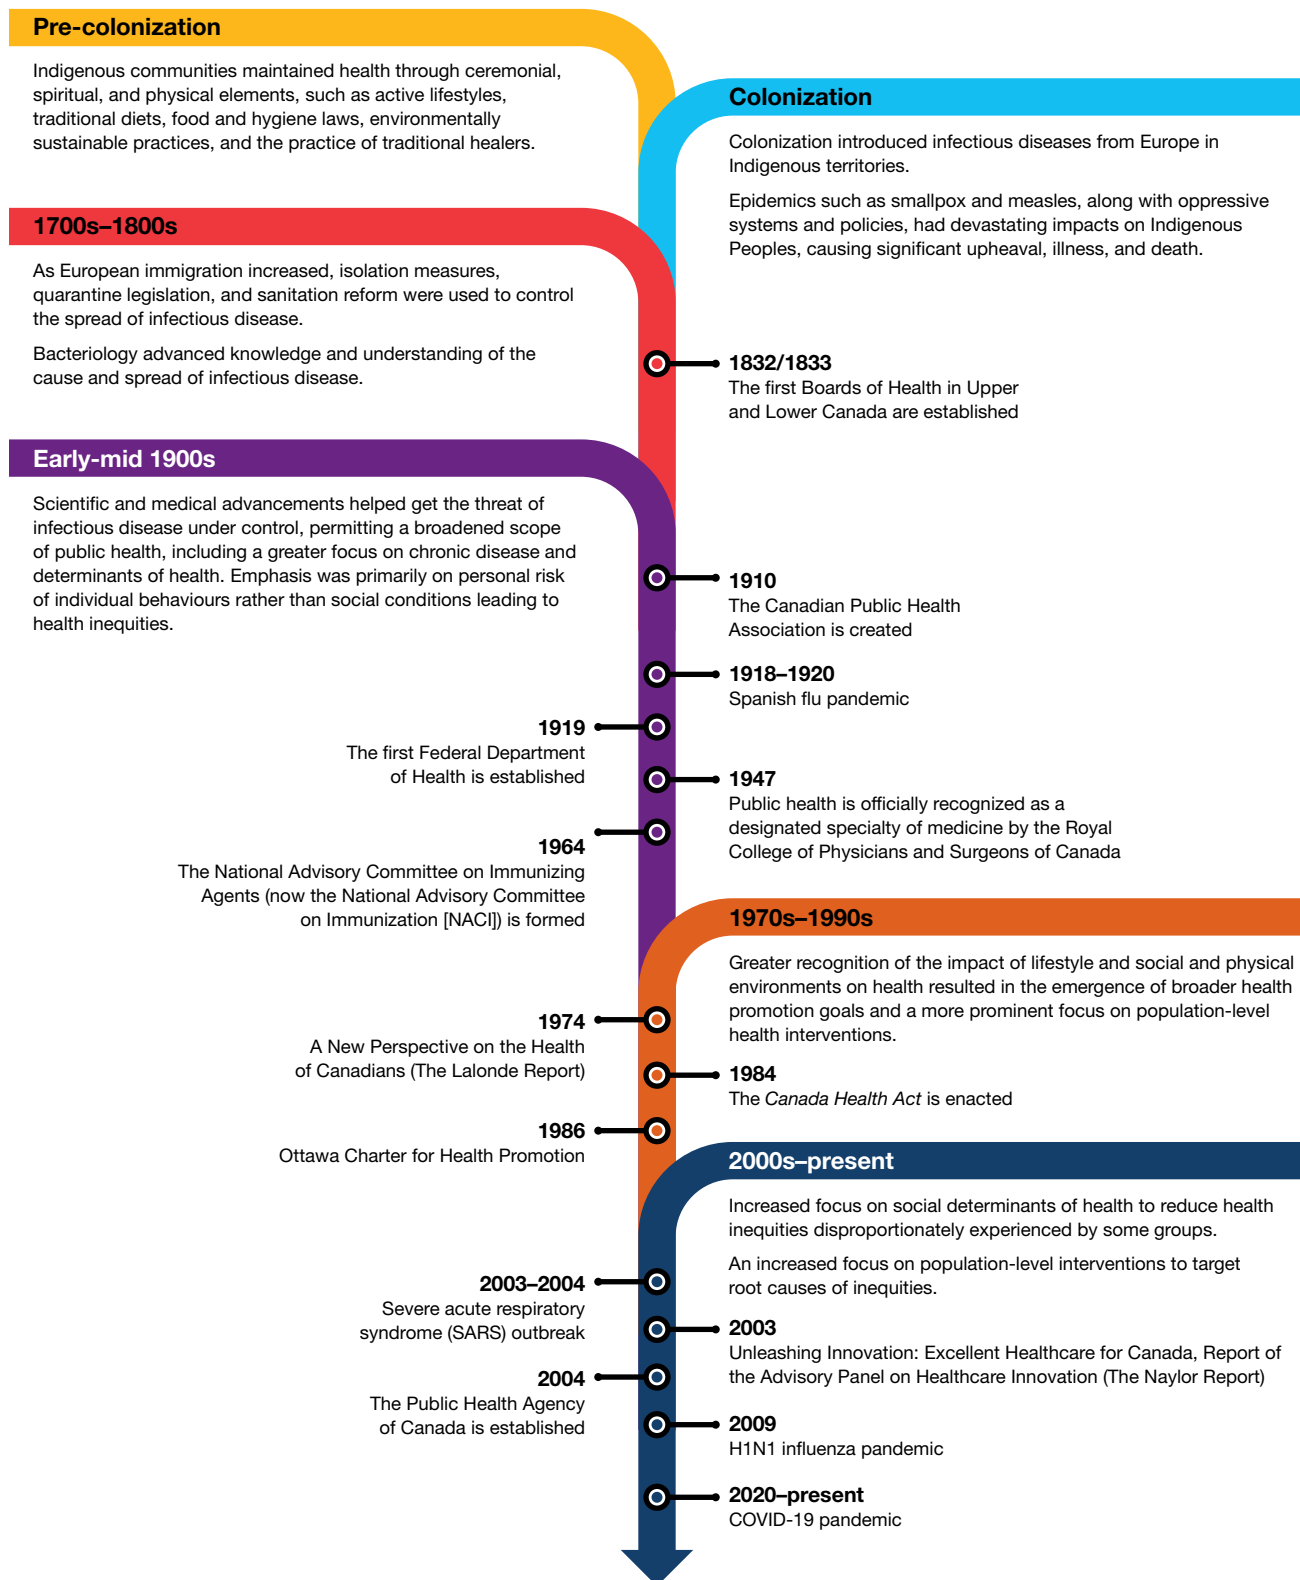 Pre-colonization
Indigenous communities maintained health through ceremonial,
spiritual, and physical elements, such as active lifestyles,
traditional diets, food and hygiene laws, environmentally
sustainable practices, and the practice of traditional healers.
Colonization
Colonization introduced infectious diseases from Europe in
Indigenous territories.
Epidemics such as smallpox and measles, along with oppressive
systems and policies, had devastating impacts on Indigenous
Peoples, causing significant upheaval, illness, and death.
1700s–1800s
As European immigration increased, isolation measures,
quarantine legislation, and sanitation reform were used to control
the spread of infectious disease.
Bacteriology advanced knowledge and understanding of the
cause and spread of infectious disease.
1832/1833
The first Boards of Health in Upper
and Lower Canada are established
Early-mid 1900s
Scientific and medical advancements helped get the threat of
infectious disease under control, permitting a broadened scope
of public health, including a greater focus on chronic disease and
determinants of health. Emphasis was primarily on personal risk
of individual behaviours rather than social conditions leading to
health inequities.
1910
The Canadian Public Health
Association is created
1918–1920
Spanish flu pandemic
1919
The first Federal Department
of Health is established
1947
Public health is officially recognized as a
designated specialty of medicine by the Royal
College of Physicians and Surgeons of Canada
1964
The National Advisory Committee on Immunizing
Agents (now the National Advisory Committee
on Immunization [NACI]) is formed
1970s–1990s
Greater recognition of the impact of lifestyle and social and physical
environments on health resulted in the emergence of broader health
promotion goals and a more prominent focus on population-level
health interventions.
1974
A New Perspective on the Health
of Canadians (The Lalonde Report)
1984
The Canada Health Act is enacted
1986
Ottawa Charter for Health Promotion
2000s–present
Increased focus on social determinants of health to reduce health
inequities disproportionately experienced by some groups.
An increased focus on population-level interventions to target
root causes of inequities.
2003–2004
Severe acute respiratory
syndrome (SARS) outbreak
2003
Unleashing Innovation: Excellent Healthcare for Canada, Report of
the Advisory Panel on Healthcare Innovation (The Naylor Report)
2004
The Public Health Agency
of Canada is established
2009
H1N1 influenza pandemic
2020–present
COVID-19 pandemic